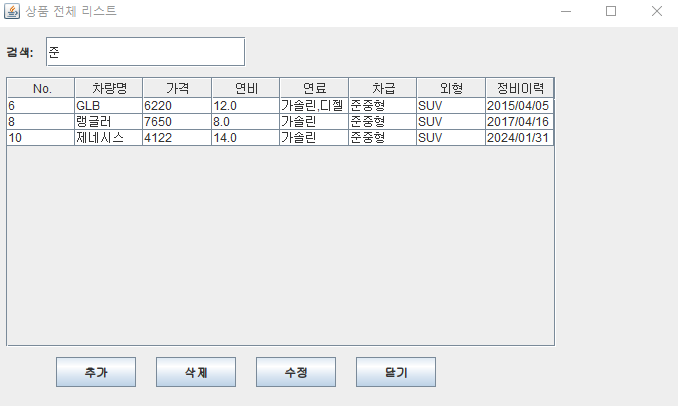 상품 전체 리스트
검색: 준
No. 차량명 가격 연비 연료 차급 외형 정비이력
6 GLB 6220 12.0 가솔린,디젤 준중형 SUV 2015/04/05
8 랭글러 7650 8.0 가솔린 준중형 SUV 2017/04/16
10 제네시스 4122 14.0 가솔린 준중형 SUV 2024/01/31
추가 삭제 수정 닫기